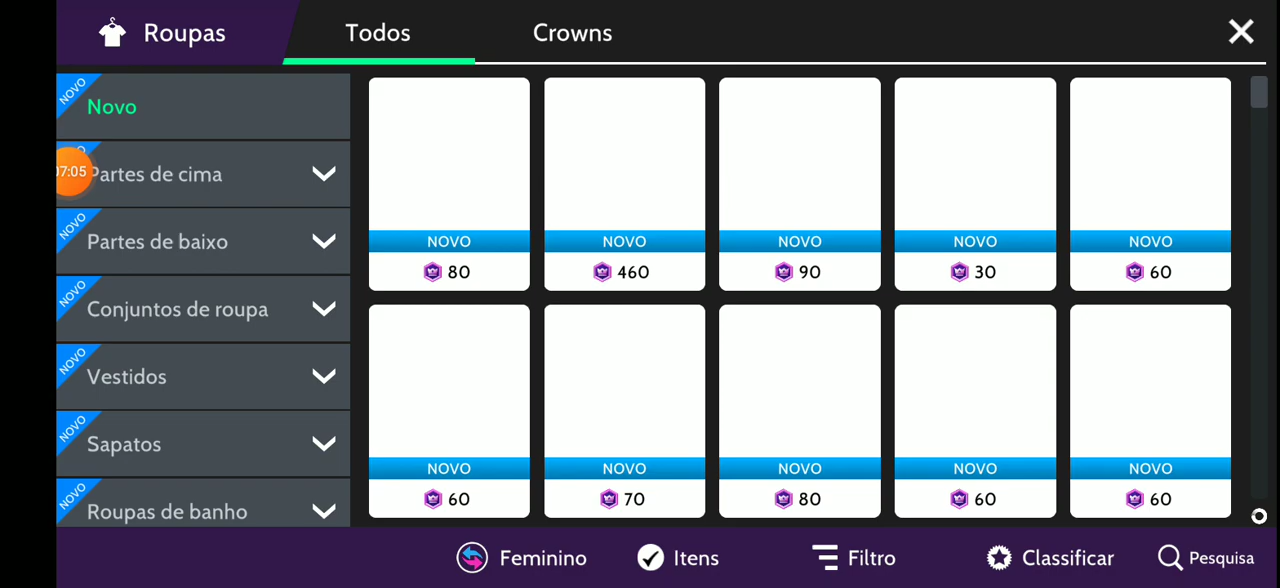 Roupas
Todos
Crowns
NOVO
Novo
07:05
Partes de cima
NOVO
Partes de baixo
NOVO
Conjuntos de roupa
NOVO
Vestidos
NOVO
Sapatos
NOVO
Roupas de banho
NOVO NOVO NOVO NOVO NOVO
80 460 90 30 60
NOVO NOVO NOVO NOVO NOVO
60 70 80 60 60
Feminino
Itens
Filtro
Classificar
Pesquisa